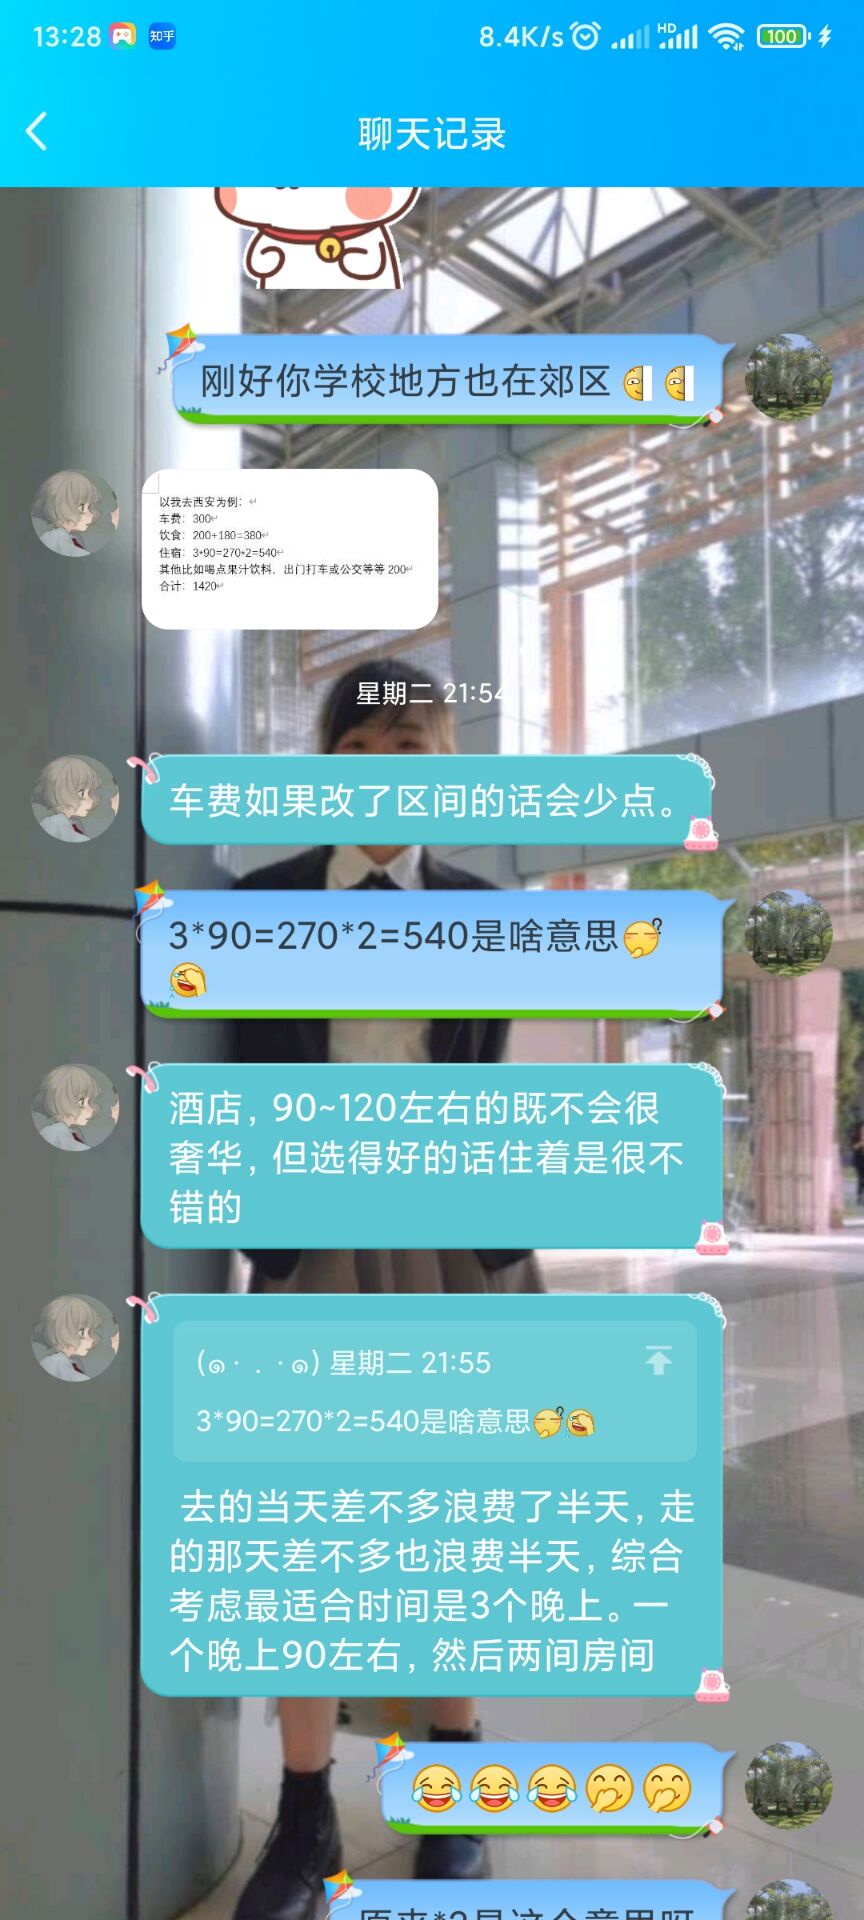 13:28
知乎
8.4K/s
HD
100
聊天记录
刚好你学校地方也在郊区
以我去西安为例：
车费：300
饮食：200+180=380
住宿：3*90=270*2=540
其他比如喝点果汁饮料，出门打车或公交等等 200
合计：1420
星期二 21:54
车费如果改了区间的话会少点。
3*90=270*2=540是啥意思
酒店，90~120左右的既不会很
奢华，但选得好的话住着是很不
错的
(๑· . ·๑) 星期二 21:55
3*90=270*2=540是啥意思
去的当天差不多浪费了半天，走
的那天差不多也浪费半天，综合
考虑最适合时间是3个晚上。一
个晚上90左右，然后两间房间
原来*2是这个意思呀